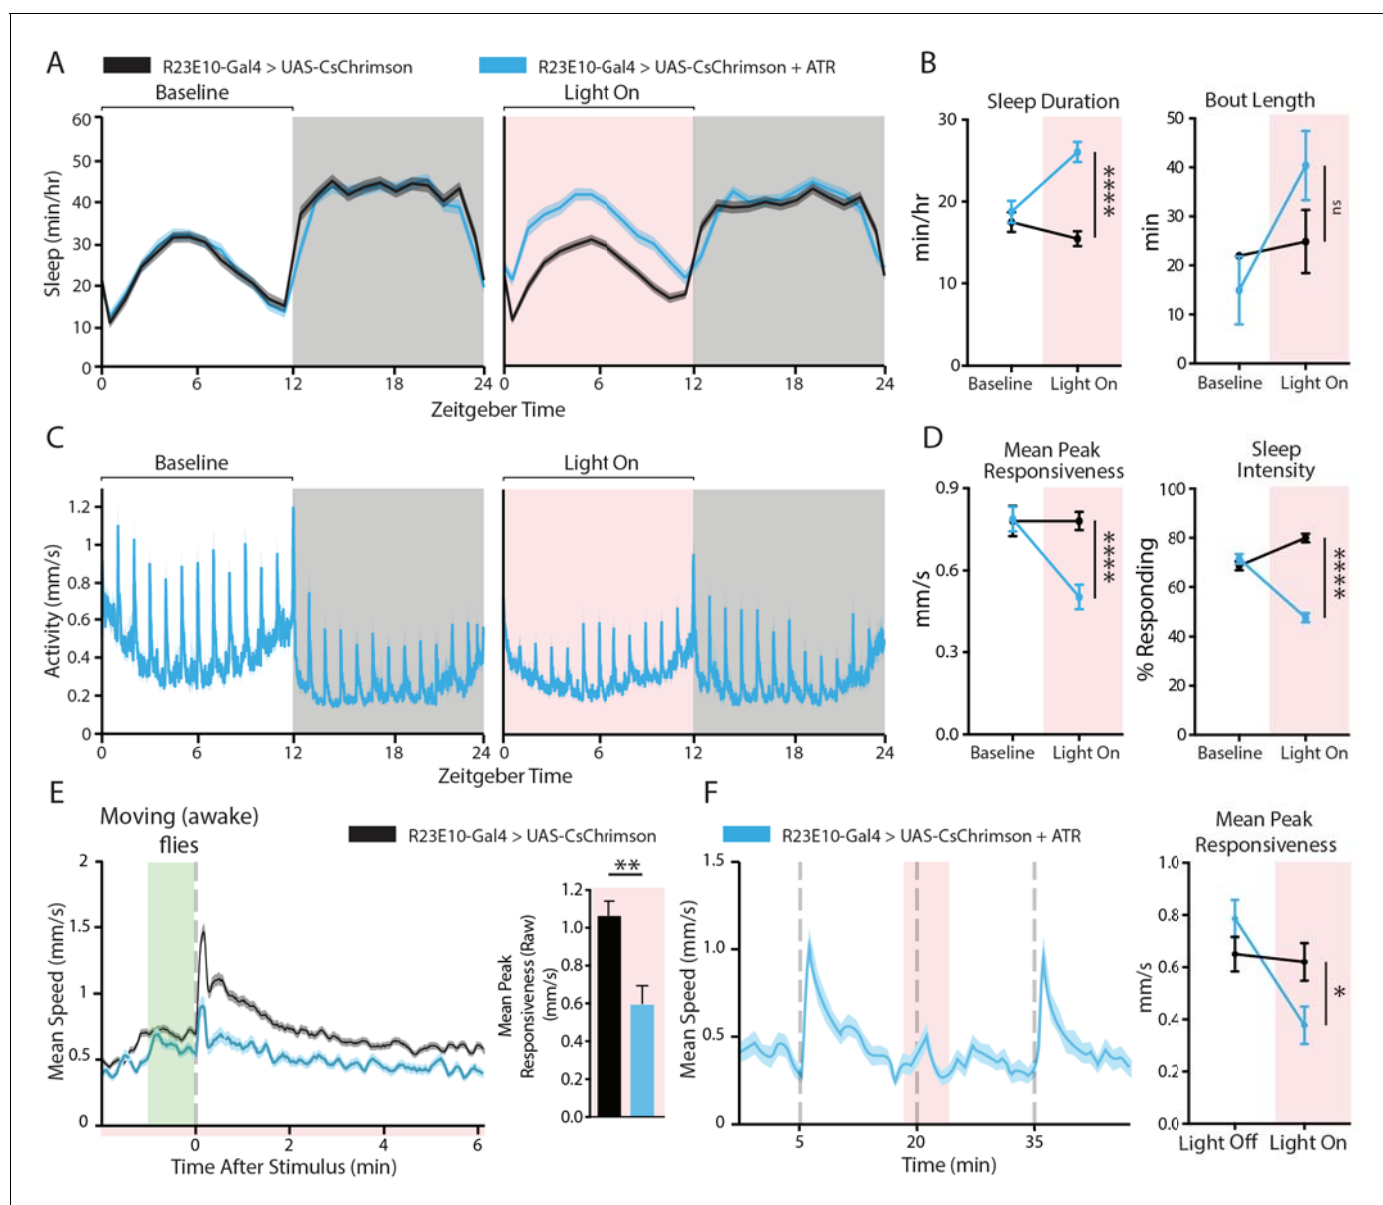 A
R23E10-Gal4 > UAS-CsChrimson
R23E10-Gal4 > UAS-CsChrimson + ATR
Baseline
Light On
Sleep (min/hr)
60
50
40
30
20
10
0
0
6
12
18
24
0
6
12
18
24
Zeitgeber Time
B
Sleep Duration
min/hr
30
20
10
0
****
Baseline
Light On
Bout Length
min
50
40
30
20
10
0
ns
Baseline
Light On
C
Baseline
Light On
Activity (mm/s)
1.2
1
0.8
0.6
0.4
0.2
0
0
6
12
18
24
0
6
12
18
24
Zeitgeber Time
D
Mean Peak
Responsiveness
mm/s
0.9
0.6
0.3
0.0
****
Baseline
Light On
Sleep
Intensity
% Responding
100
80
60
40
20
0
****
Baseline
Light On
E
Moving (awake)
flies
R23E10-Gal4 > UAS-CsChrimson
Mean Speed (mm/s)
2
1.5
1
0.5
0
0
2
4
6
Time After Stimulus (min)
Mean Peak
Responsiveness (Raw)
(mm/s)
**
1.2
1.0
0.8
0.6
0.4
0.2
0.0
F
R23E10-Gal4 > UAS-CsChrimson + ATR
Mean Speed (mm/s)
1.5
1.0
0.5
0
5
20
35
Time (min)
Mean Peak
Responsiveness
mm/s
1.0
0.8
0.6
0.4
0.2
0.0
*
Light Off
Light On